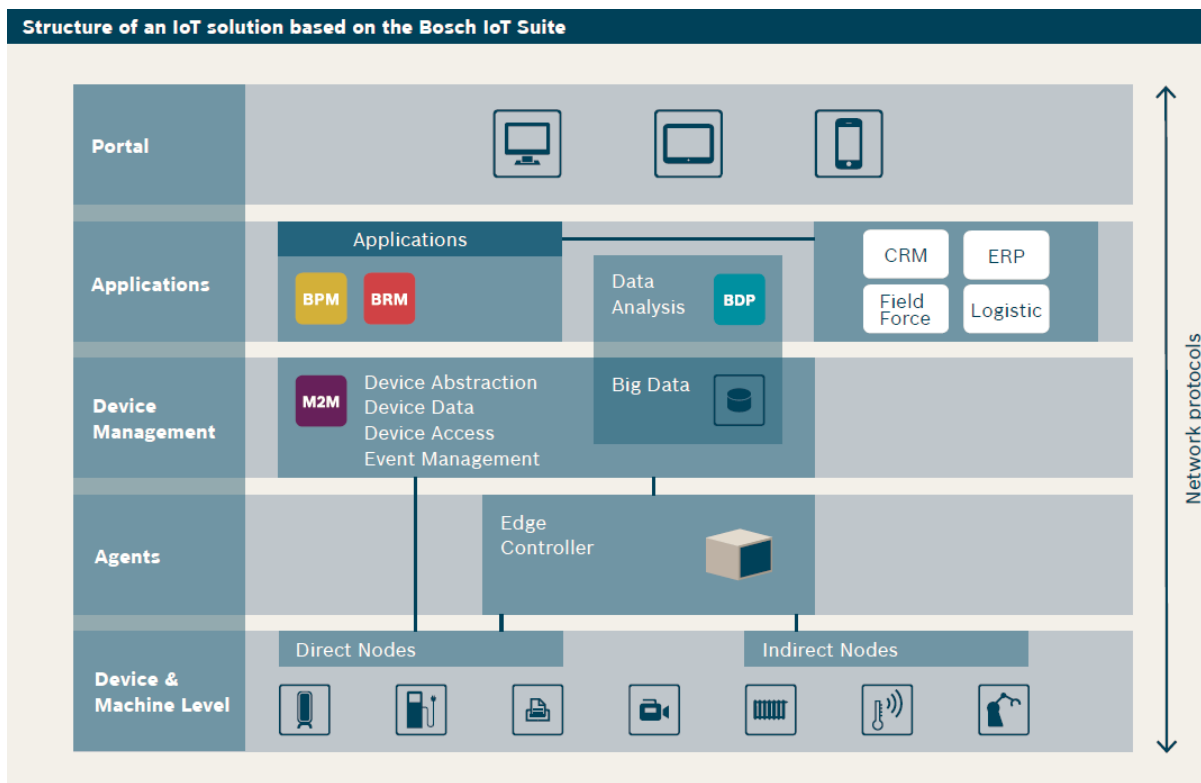 Structure of an IoT solution based on the Bosch IoT Suite
Portal
Applications
Applications
BPM
BRM
Data
Analysis
BDP
CRM
ERP
Field
Force
Logistic
Device
Management
M2M
Device Abstraction
Device Data
Device Access
Event Management
Big Data
Agents
Edge
Controller
Device &
Machine Level
Direct Nodes
Indirect Nodes
Network protocols